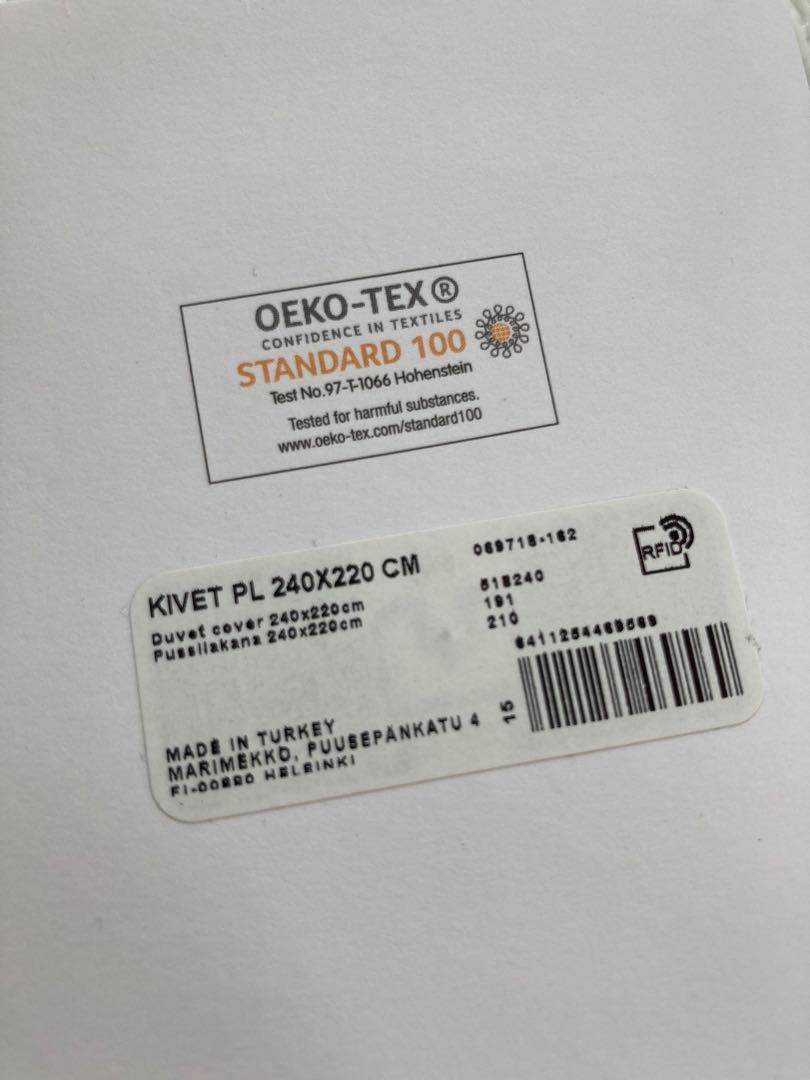 OEKO-TEX®
CONFIDENCE IN TEXTILES
STANDARD 100
Test No.97-T-1066 Hohenstein
Tested for harmful substances.
www.oeko-tex.com/standard100
KIVET PL 240X220 CM
Duvet cover 240x220cm
Pussilakana 240x220cm
MADE IN TURKEY
MARIMEKKO, PUUSEPÄNKATU 4
HELSINKI
RFID
191
210
15